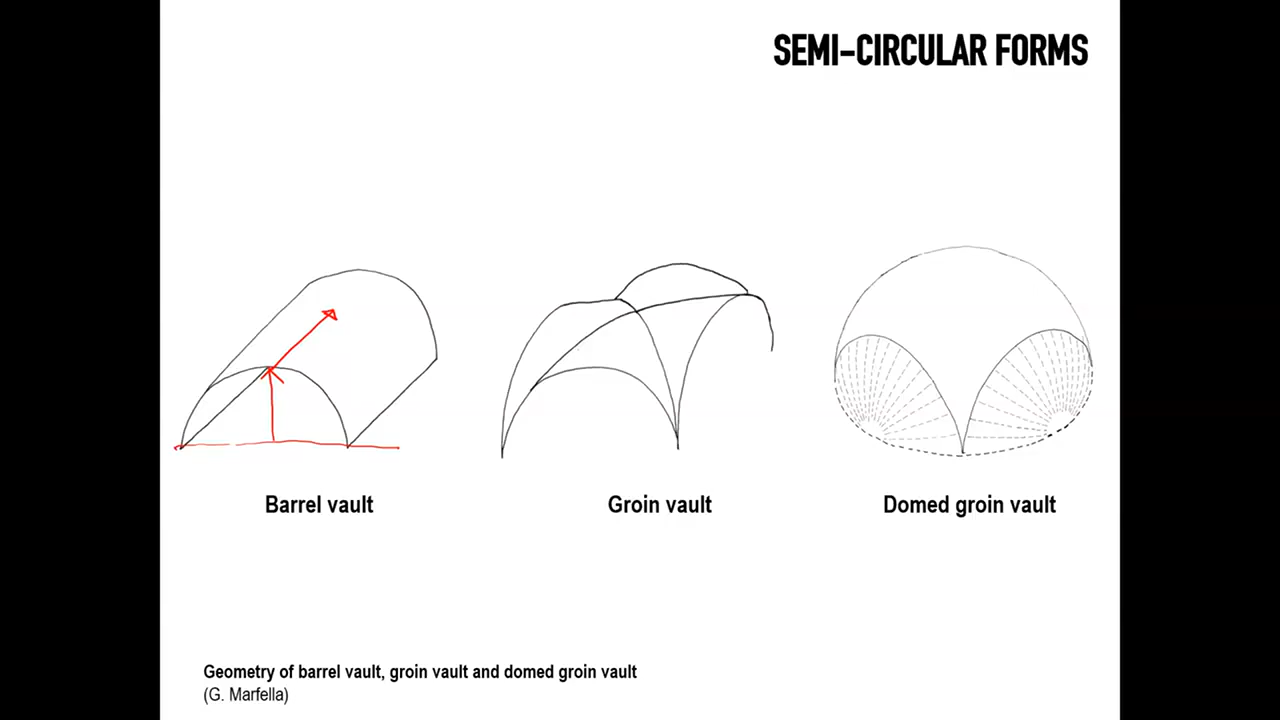 SEMI-CIRCULAR FORMS
Barrel vault
Groin vault
Domed groin vault
Geometry of barrel vault, groin vault and domed groin vault
(G. Marfella)